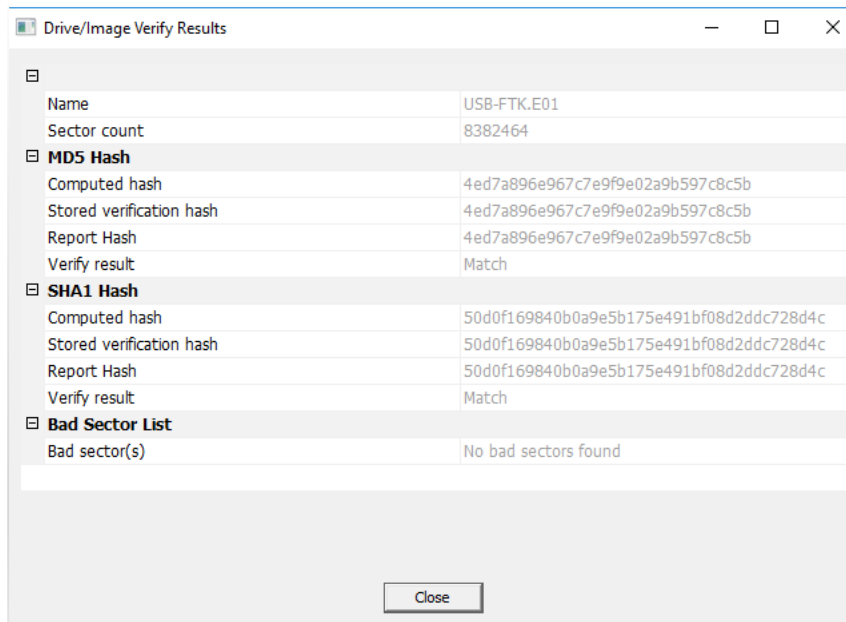 Drive/Image Verify Results
Name USB-FTK.E01
Sector count 8382464
MD5 Hash
Computed hash 4ed7a896e967c7e9f9e02a9b597c8c5b
Stored verification hash 4ed7a896e967c7e9f9e02a9b597c8c5b
Report Hash 4ed7a896e967c7e9f9e02a9b597c8c5b
Verify result Match
SHA1 Hash
Computed hash 50d0f169840b0a9e5b175e491bf08d2ddc728d4c
Stored verification hash 50d0f169840b0a9e5b175e491bf08d2ddc728d4c
Report Hash 50d0f169840b0a9e5b175e491bf08d2ddc728d4c
Verify result Match
Bad Sector List
Bad sector(s) No bad sectors found
Close